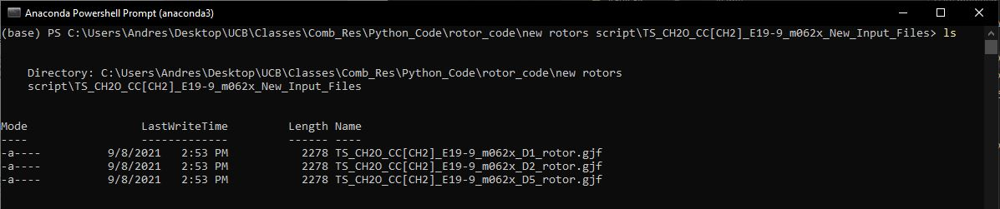 Anaconda Powershell Prompt (anaconda3)
(base) PS C:\Users\Andres\Desktop\UCB\Classes\Comb_Res\Python_Code\rotor_code\new rotors script\TS_CH2O_CC[CH2]_E19-9_m062x_New_Input_Files> ls
Directory: C:\Users\Andres\Desktop\UCB\Classes\Comb_Res\Python_Code\rotor_code\new rotors
script\TS_CH2O_CC[CH2]_E19-9_m062x_New_Input_Files
Mode                 LastWriteTime         Length Name
----                 -------------         ------ ----
-a----          9/8/2021   2:53 PM           2278 TS_CH2O_CC[CH2]_E19-9_m062x_D1_rotor.gjf
-a----          9/8/2021   2:53 PM           2278 TS_CH2O_CC[CH2]_E19-9_m062x_D2_rotor.gjf
-a----          9/8/2021   2:53 PM           2278 TS_CH2O_CC[CH2]_E19-9_m062x_D5_rotor.gjf